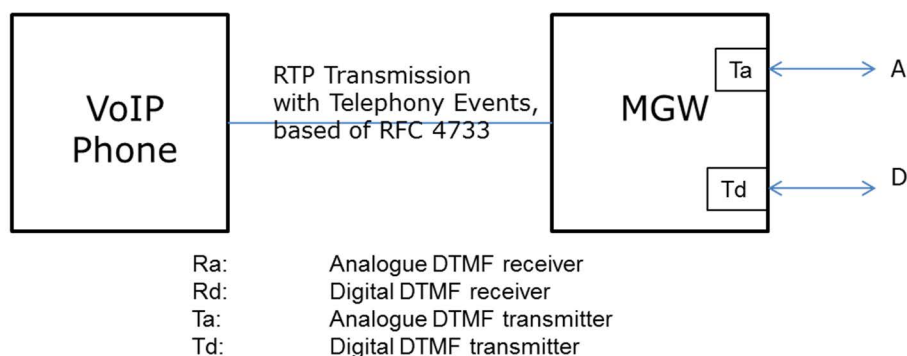 VoIP
Phone
RTP Transmission
with Telephony Events,
based of RFC 4733
MGW
Ta
A
Td
D
Ra: Analogue DTMF receiver
Rd: Digital DTMF receiver
Ta: Analogue DTMF transmitter
Td: Digital DTMF transmitter